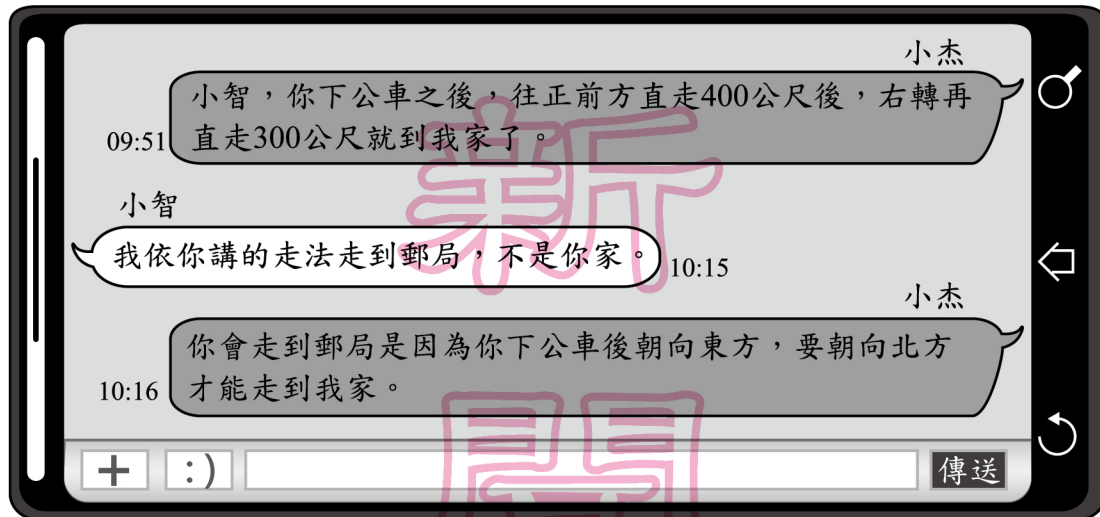 小杰
小智，你下公車之後，往正前方直走400公尺後，右轉再
09:51 直走300公尺就到我家了。
小智
我依你講的走法走到郵局，不是你家。 10:15
小杰
你會走到郵局是因為你下公車後朝向東方，要朝向北方
10:16 才能走到我家。
+ :) 傳送
新
聞